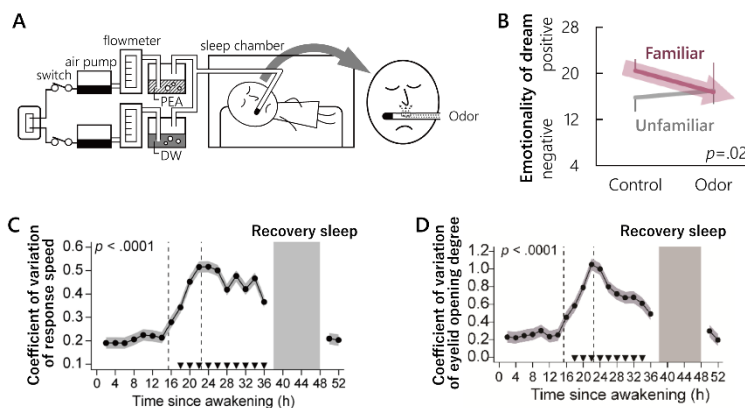 A
flowmeter
air pump
switch
sleep chamber
PEA
DW
Odor
B
Emotionality of dream
negative positive
28
22
16
4
Familiar
Unfamiliar
p=.02
Control Odor
C
Recovery sleep
p < .0001
Coefficient of variation
of response speed
0.6
0.5
0.4
0.3
0.2
0.1
0 4 8 12 16 20 24 28 32 36 40 44 48 52
Time since awakening (h)
D
Recovery sleep
p < .0001
Coefficient of variation
of eyelid opening degree
1.2
1.0
0.8
0.6
0.4
0.2
0.0
0 4 8 12 16 20 24 28 32 36 40 44 48 52
Time since awakening (h)